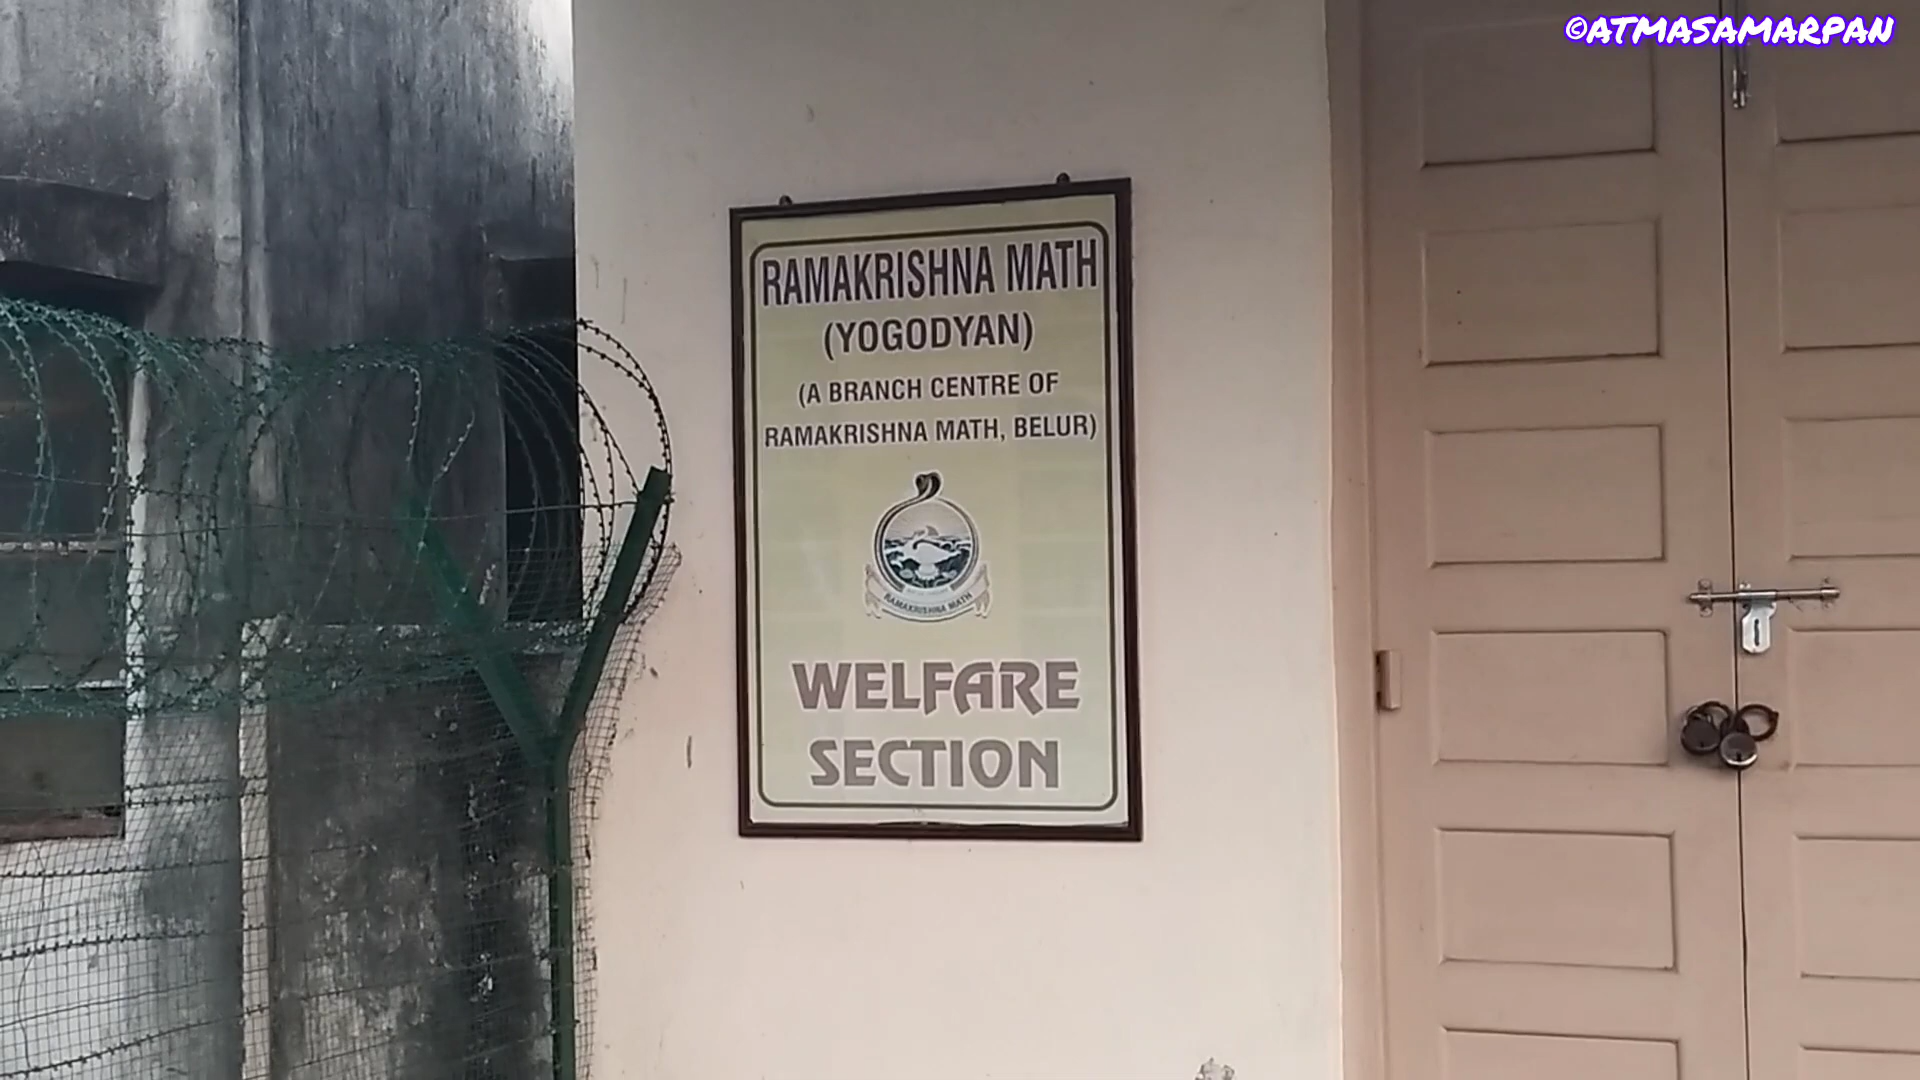 ©ATMASAMARPAN
RAMAKRISHNA MATH
(YOGODYAN)
(A BRANCH CENTRE OF
RAMAKRISHNA MATH, BELUR)
RAMAKRISHNA MATH
WELFARE
SECTION